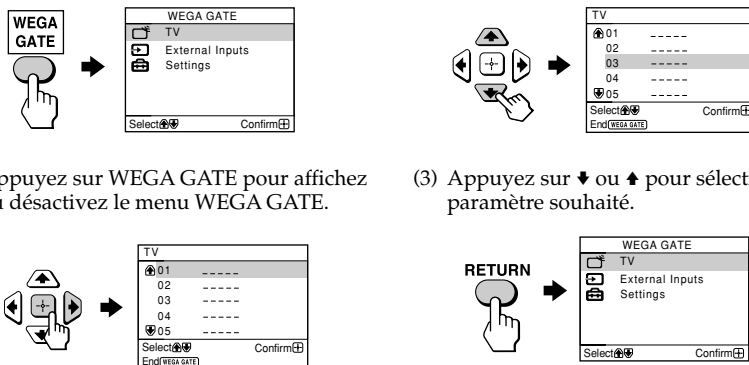 WEGA
GATE
WEGA GATE
TV
External Inputs
Settings
Select Confirm
ppuyez sur WEGA GATE pour affichez
désactivez le menu WEGA GATE.
TV
01 -----
02 -----
03 -----
04 -----
05 -----
Select Confirm
End WEGA GATE
TV
01 -----
02 -----
03 -----
04 -----
05 -----
Select Confirm
End WEGA GATE
(3) Appuyez sur ♦ ou ♦ pour sélect
paramètre souhaité.
RETURN
WEGA GATE
TV
External Inputs
Settings
Select Confirm